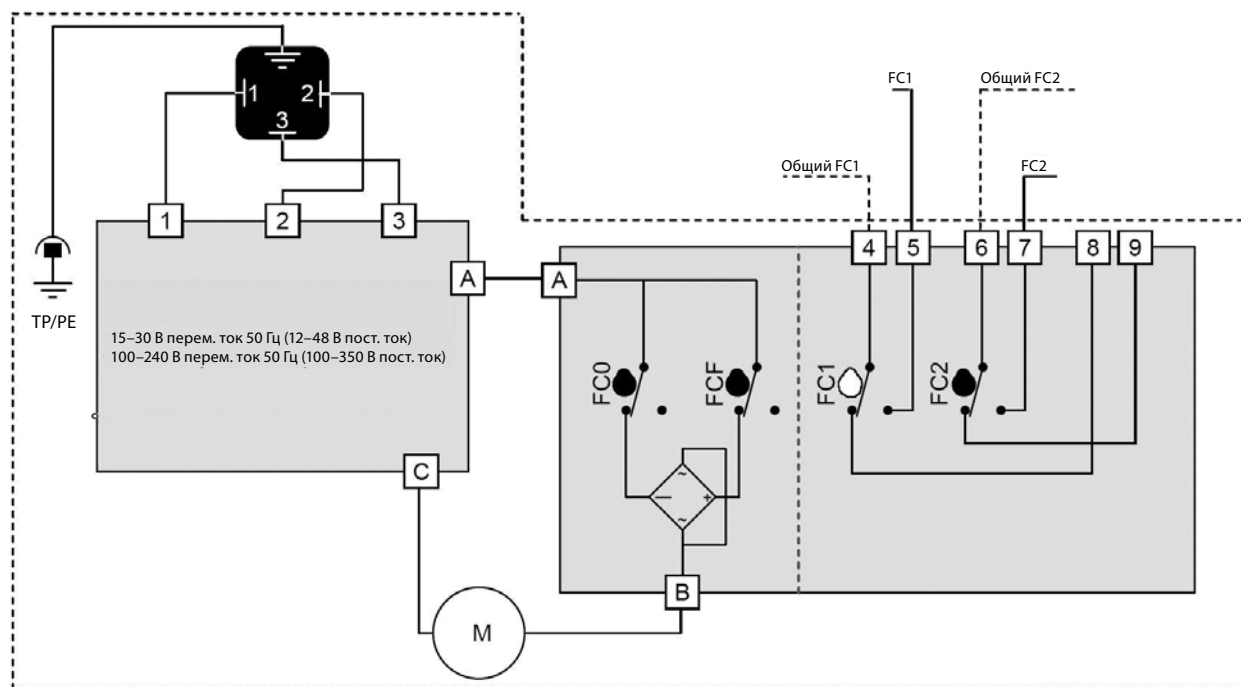 1 2
3
FC1
Общий FC2
Общий FC1
FC2
1 2 3
4 5 6 7 8 9
A A
TP/PE
15–30 В перем. ток 50 Гц (12–48 В пост. ток)
100–240 В перем. ток 50 Гц (100–350 В пост. ток)
FC0 FCF FC1 FC2
~
— +
~
C
B
M